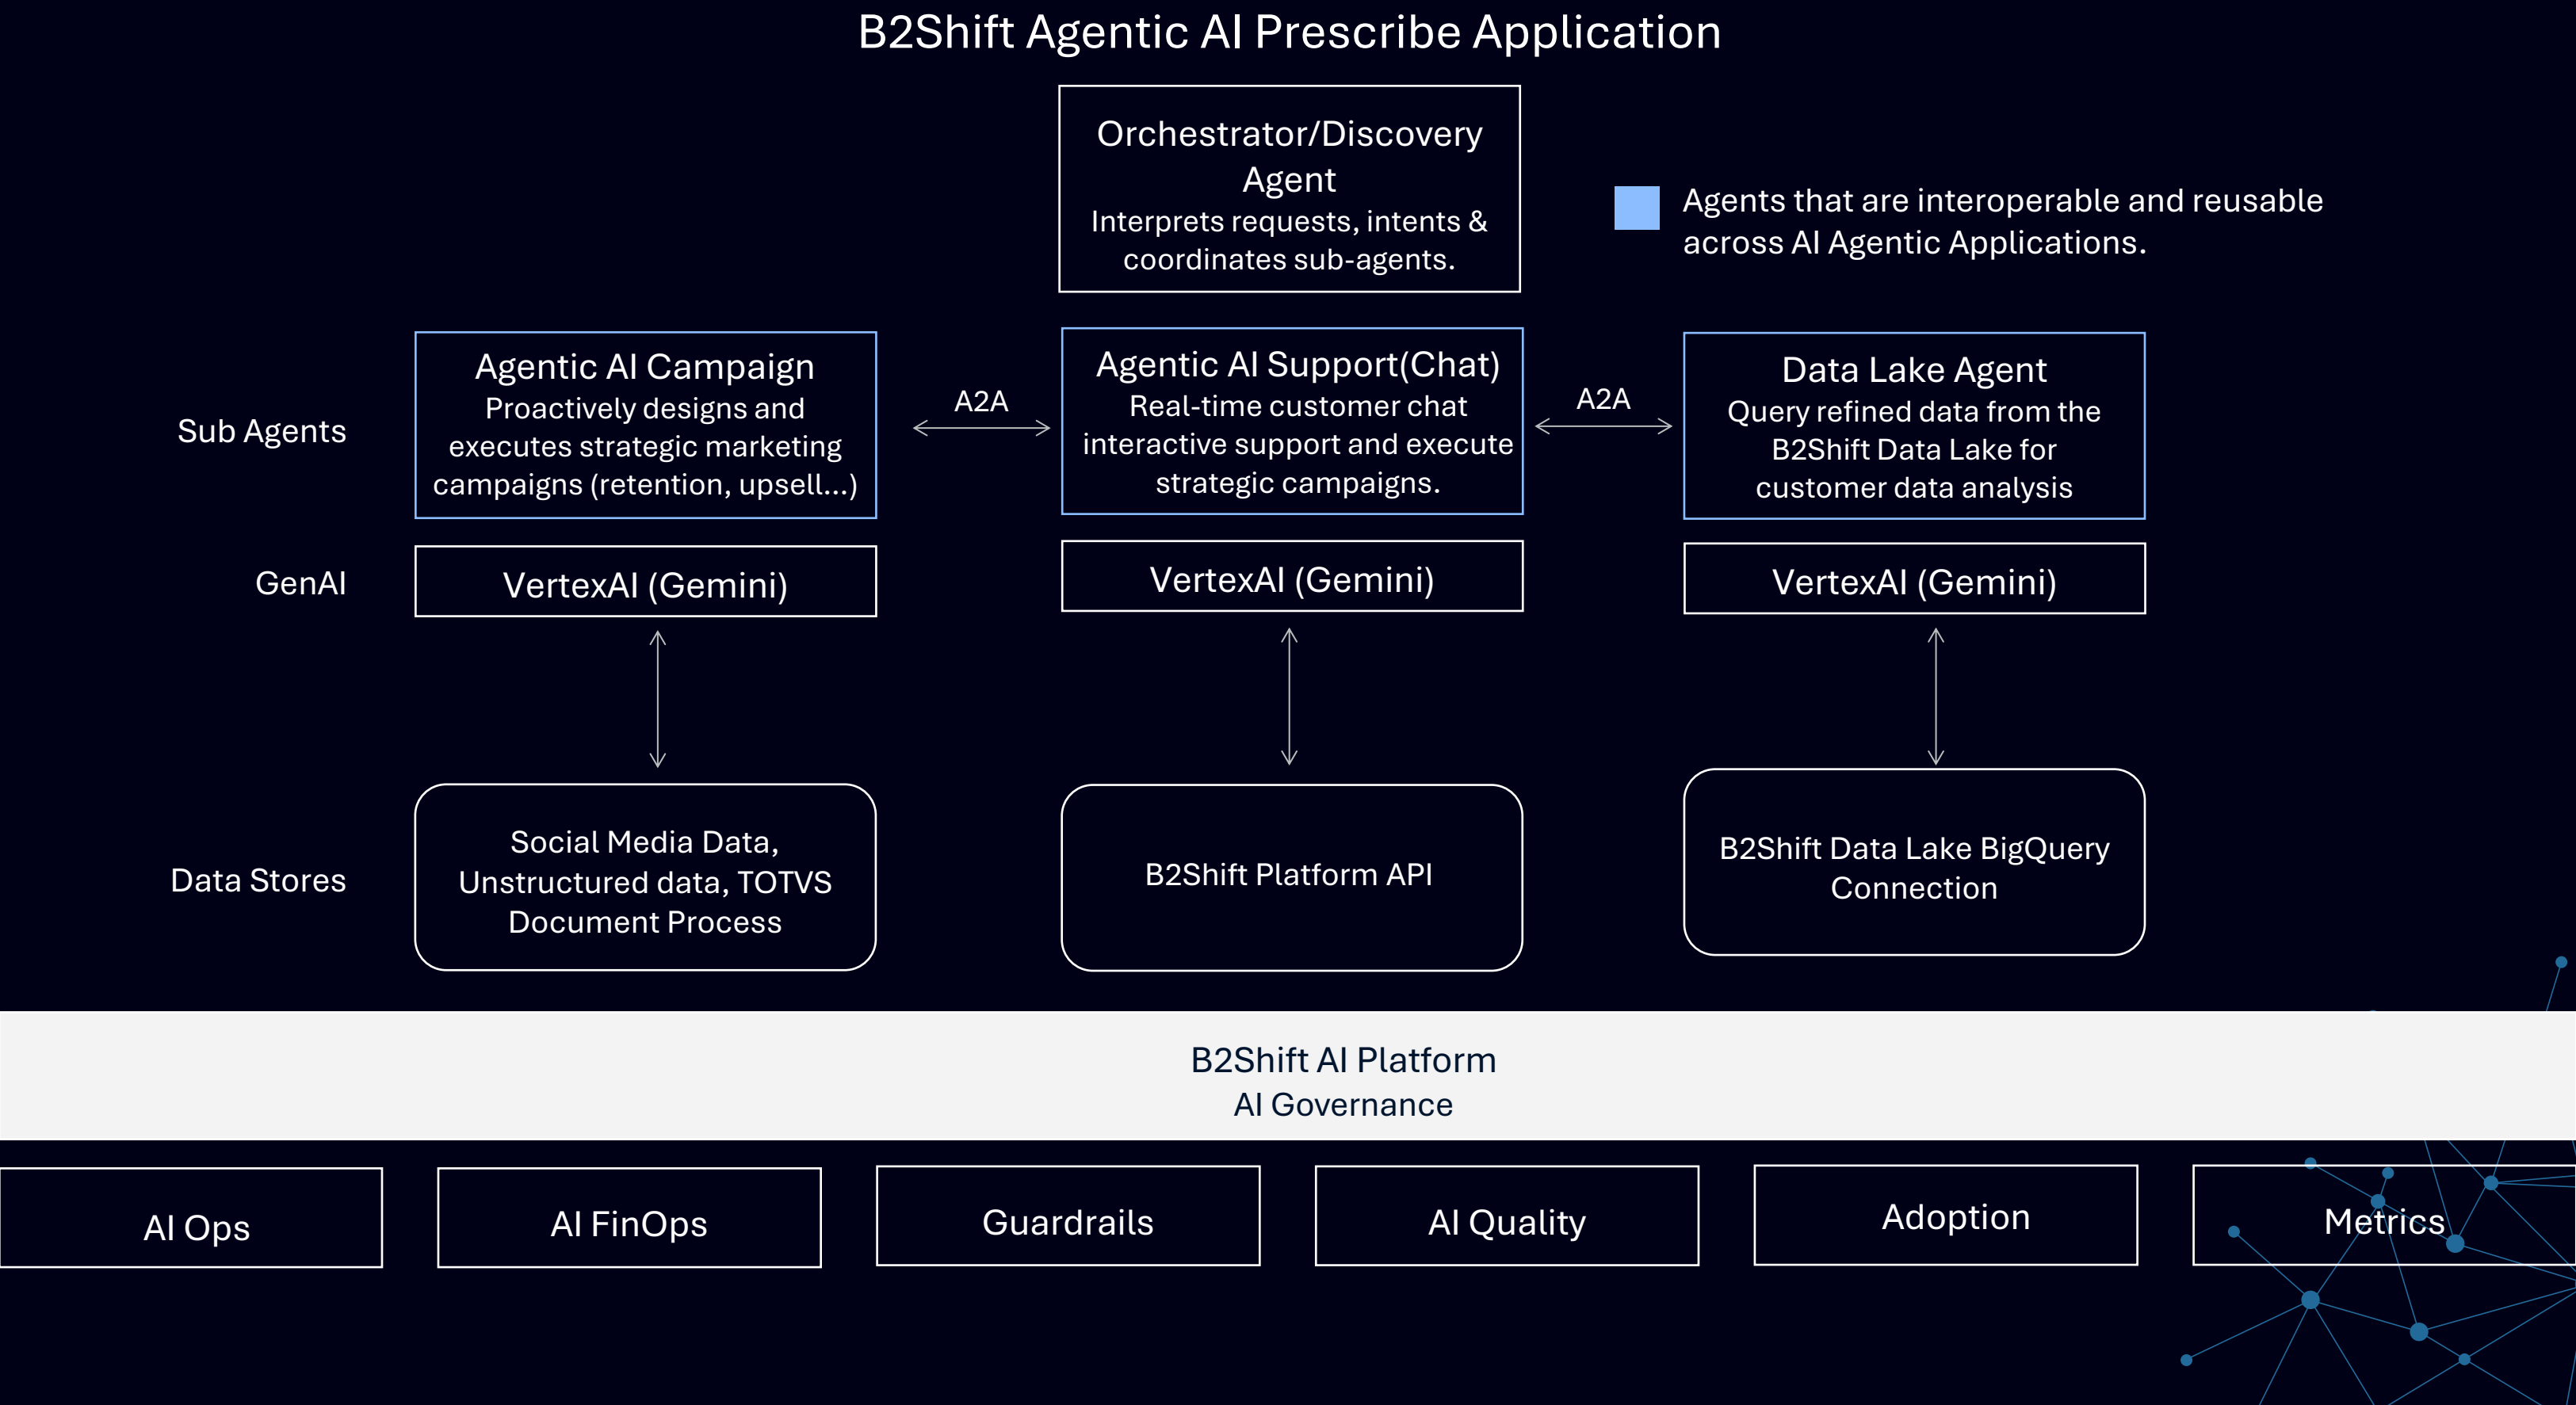 B2Shift Agentic AI Prescribe Application
Orchestrator/Discovery
Agent
Interprets requests, intents &
coordinates sub-agents.
Agents that are interoperable and reusable
across AI Agentic Applications.
Sub Agents
Agentic AI Campaign
Proactively designs and
executes strategic marketing
campaigns (retention, upsell...)
A2A
Agentic AI Support(Chat)
Real-time customer chat
interactive support and execute
strategic campaigns.
A2A
Data Lake Agent
Query refined data from the
B2Shift Data Lake for
customer data analysis
GenAI
VertexAI (Gemini)
VertexAI (Gemini)
VertexAI (Gemini)
Data Stores
Social Media Data,
Unstructured data, TOTVS
Document Process
B2Shift Platform API
B2Shift Data Lake BigQuery
Connection
B2Shift AI Platform
AI Governance
AI Ops
AI FinOps
Guardrails
AI Quality
Adoption
Metrics